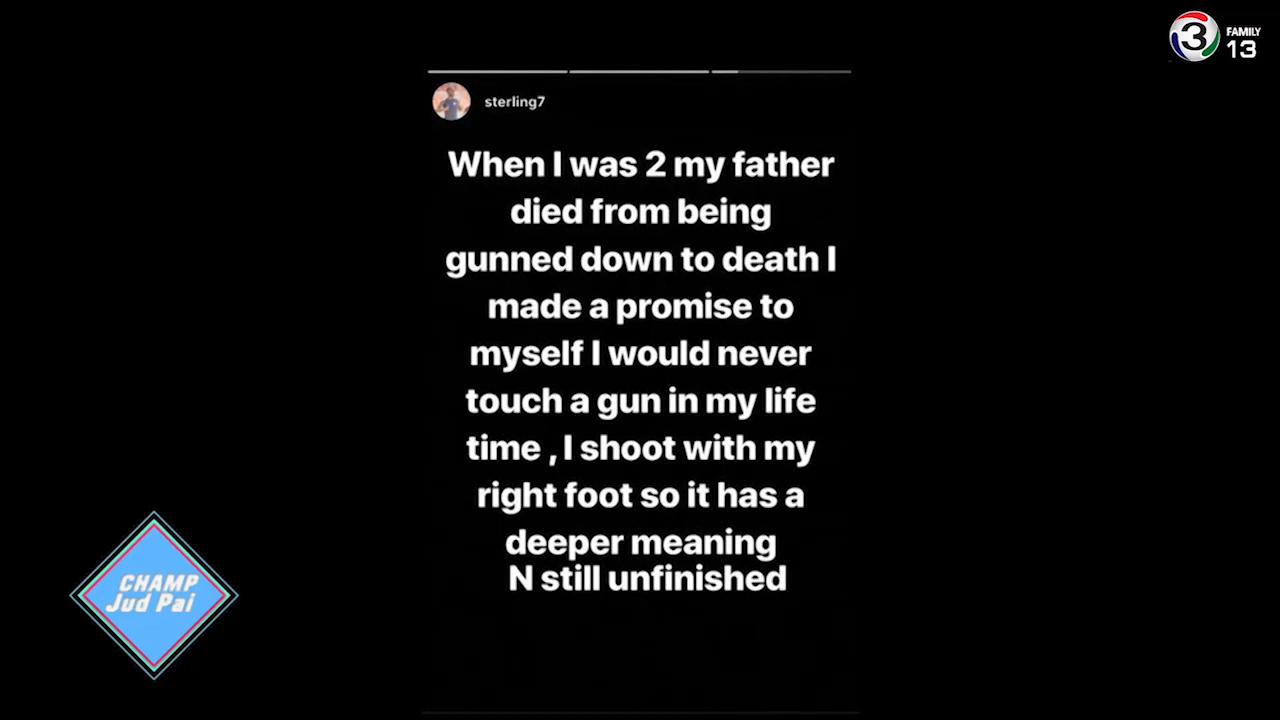 3 FAMILY
13
sterling7
When I was 2 my father
died from being
gunned down to death I
made a promise to
myself I would never
touch a gun in my life
time , I shoot with my
right foot so it has a
deeper meaning
N still unfinished
CHAMP
Jud Pai